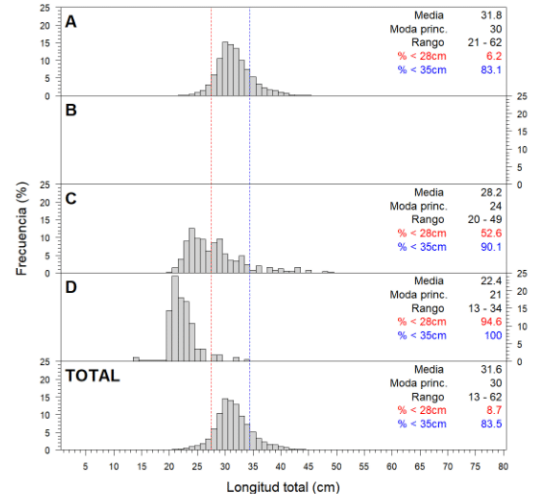 A
Media 31.8
Moda princ. 30
Rango 21 - 62
% < 28cm 6.2
% < 35cm 83.1
25
20
15
10
5
0
B
25
20
15
10
5
0
C
Media 28.2
Moda princ. 24
Rango 20 - 49
% < 28cm 52.6
% < 35cm 90.1
25
20
15
10
5
0
D
Media 22.4
Moda princ. 21
Rango 13 - 34
% < 28cm 94.6
% < 35cm 100
25
20
15
10
5
0
TOTAL
Media 31.6
Moda princ. 30
Rango 13 - 62
% < 28cm 8.7
% < 35cm 83.5
25
20
15
10
5
0
Frecuencia (%)
5 10 15 20 25 30 35 40 45 50 55 60 65 70 75 80
Longitud total (cm)